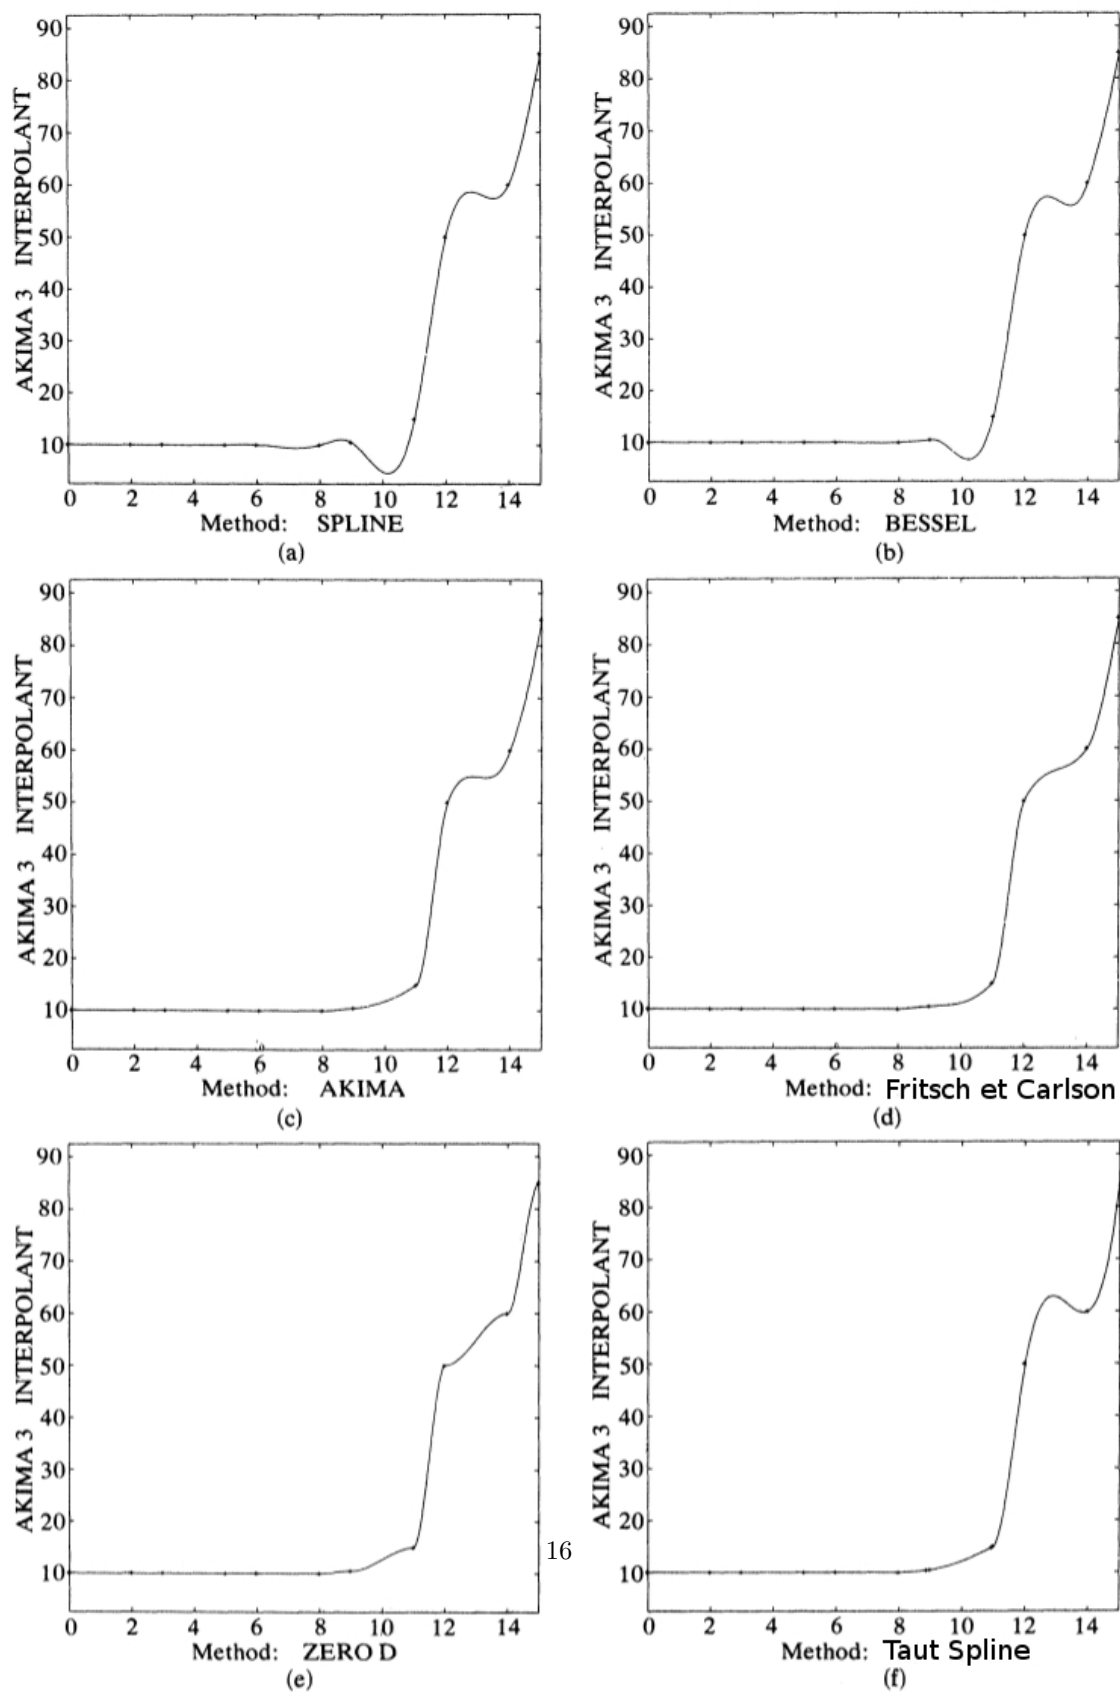 90
80
70
60
50
40
30
20
10
AKIMA 3 INTERPOLANT
0 2 4 6 8 10 12 14
Method: SPLINE
(a)
90
80
70
60
50
40
30
20
10
AKIMA 3 INTERPOLANT
0 2 4 6 8 10 12 14
Method: BESSEL
(b)
90
80
70
60
50
40
30
20
10
AKIMA 3 INTERPOLANT
0 2 4 6 8 10 12 14
Method: AKIMA
(c)
90
80
70
60
50
40
30
20
10
AKIMA 3 INTERPOLANT
0 2 4 6 8 10 12 14
Method: Fritsch et Carlson
(d)
90
80
70
60
50
40
30
20
10
AKIMA 3 INTERPOLANT
0 2 4 6 8 10 12 14
Method: ZERO D
(e)
16
90
80
70
60
50
40
30
20
10
AKIMA 3 INTERPOLANT
0 2 4 6 8 10 12 14
Method: Taut Spline
(f)